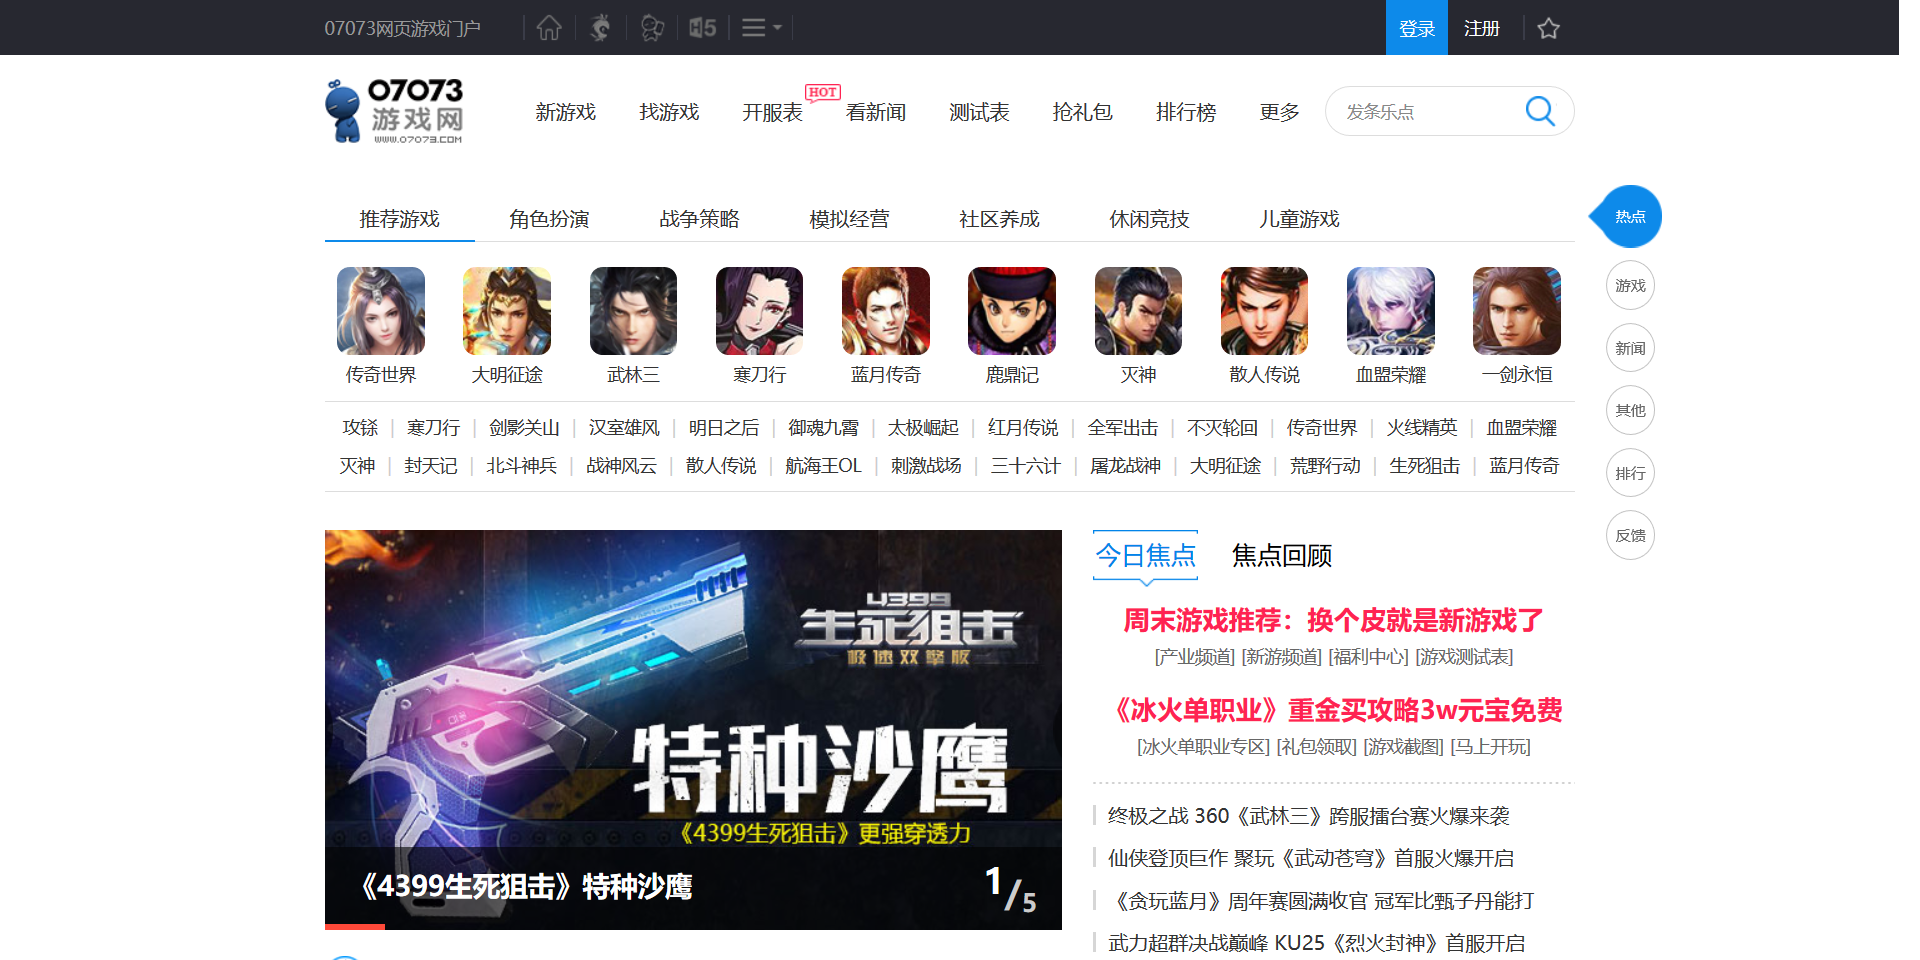 07073网页游戏门户 H5 登录 注册
07073
游戏网
www.07073.com
新游戏 找游戏 开服表 HOT 看新闻 测试表 抢礼包 排行榜 更多 发条乐点
推荐游戏 角色扮演 战争策略 模拟经营 社区养成 休闲竞技 儿童游戏
热点
游戏
新闻
其他
排行
反馈
传奇世界 大明征途 武林三 寒刀行 蓝月传奇 鹿鼎记 灭神 散人传说 血盟荣耀 一剑永恒
攻鎵 | 寒刀行 | 剑影关山 | 汉室雄风 | 明日之后 | 御魂九霄 | 太极崛起 | 红月传说 | 全军出击 | 不灭轮回 | 传奇世界 | 火线精英 | 血盟荣耀
灭神 | 封天记 | 北斗神兵 | 战神风云 | 散人传说 | 航海王OL | 刺激战场 | 三十六计 | 屠龙战神 | 大明征途 | 荒野行动 | 生死狙击 | 蓝月传奇
4399
生死狙击
极速双擎版
特种沙鹰
《4399生死狙击》更强穿透力
《4399生死狙击》特种沙鹰 1/5
今日焦点 焦点回顾
周末游戏推荐：换个皮就是新游戏了
[产业频道] [新游频道] [福利中心] [游戏测试表]
《冰火单职业》重金买攻略3w元宝免费
[冰火单职业专区] [礼包领取] [游戏截图] [马上开玩]
终极之战 360《武林三》跨服擂台赛火爆来袭
仙侠登顶巨作 聚玩《武动苍穹》首服火爆开启
《贪玩蓝月》周年赛圆满收官 冠军比甄子丹能打
武力超群决战巅峰 KU25《烈火封神》首服开启